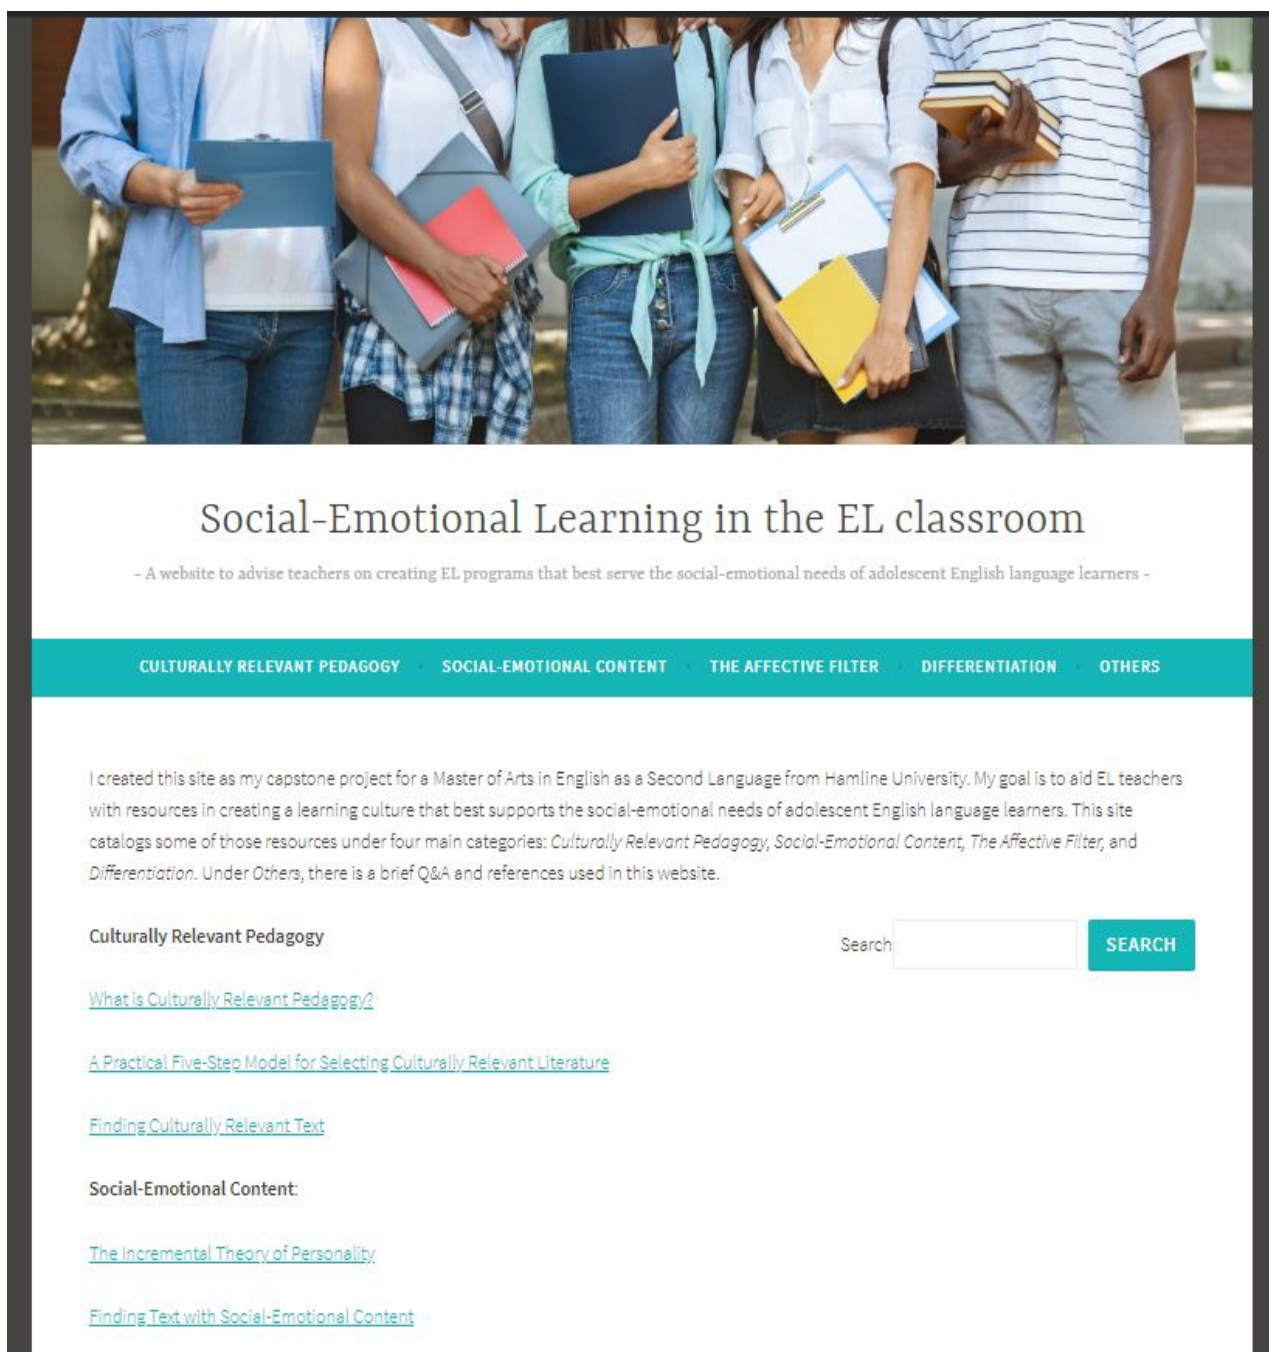 Social-Emotional Learning in the EL classroom
– A website to advise teachers on creating EL programs that best serve the social-emotional needs of adolescent English language learners –
CULTURALLY RELEVANT PEDAGOGY · SOCIAL-EMOTIONAL CONTENT · THE AFFECTIVE FILTER · DIFFERENTIATION · OTHERS
I created this site as my capstone project for a Master of Arts in English as a Second Language from Hamline University. My goal is to aid EL teachers
with resources in creating a learning culture that best supports the social-emotional needs of adolescent English language learners. This site
catalogs some of those resources under four main categories: Culturally Relevant Pedagogy, Social-Emotional Content, The Affective Filter, and
Differentiation. Under Others, there is a brief Q&A and references used in this website.
Culturally Relevant Pedagogy
Search SEARCH
What is Culturally Relevant Pedagogy?
A Practical Five-Step Model for Selecting Culturally Relevant Literature
Finding Culturally Relevant Text
Social-Emotional Content:
The Incremental Theory of Personality
Finding Text with Social-Emotional Content